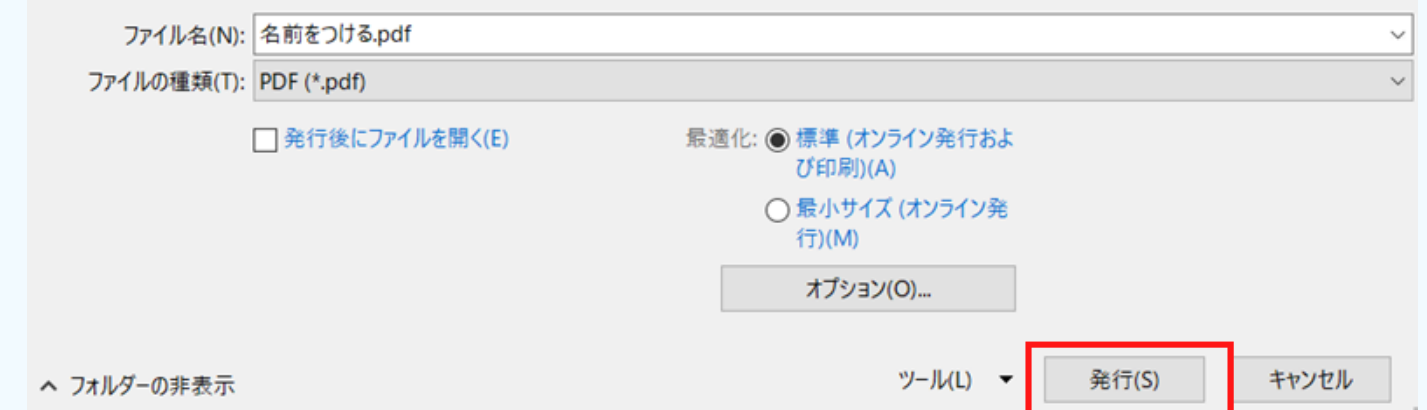 ファイル名(N): 名前をつける.pdf
ファイルの種類(T): PDF (*.pdf)
発行後にファイルを開く(E)
最適化: 標準 (オンライン発行およ
び印刷)(A)
最小サイズ (オンライン発
行)(M)
オプション(O)...
フォルダーの非表示
ツール(L)
発行(S)
キャンセル